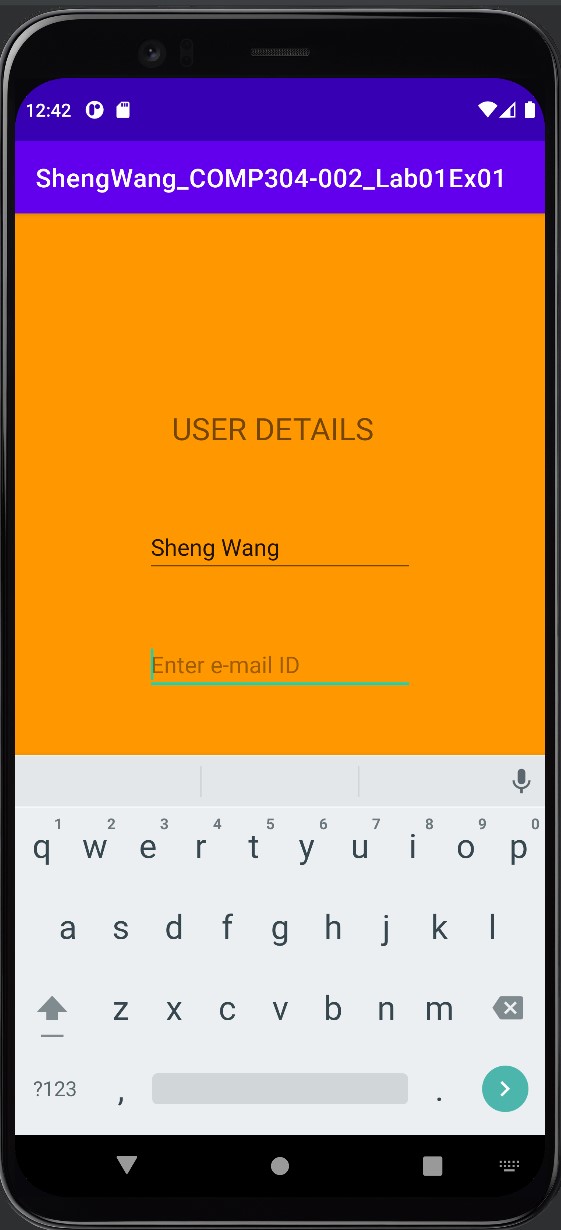 12:42
ShengWang_COMP304-002_Lab01Ex01
USER DETAILS
Sheng Wang
Enter e-mail ID
1 2 3 4 5 6 7 8 9 0
q w e r t y u i o p
a s d f g h j k l
z x c v b n m
?123 , .